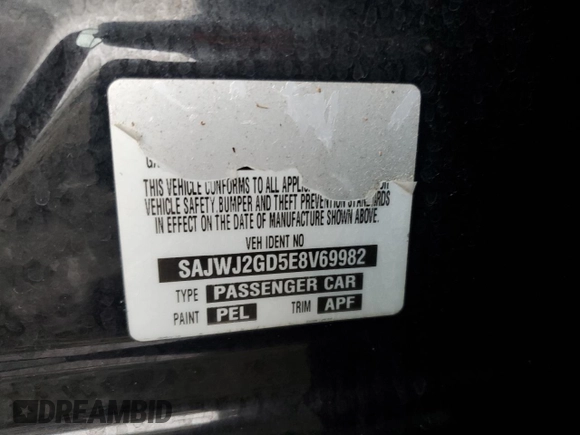 THIS VEHICLE CONFORMS TO ALL
VEHICLE SAFETY, BUMPER AND THEFT PREVENTION STANDARDS
IN EFFECT ON THE DATE OF MANUFACTURE SHOWN ABOVE.
VEH IDENT NO
SAJWJ2GD5E8V69982
TYPE PASSENGER CAR
PAINT PEL TRIM APF
DREAMBID